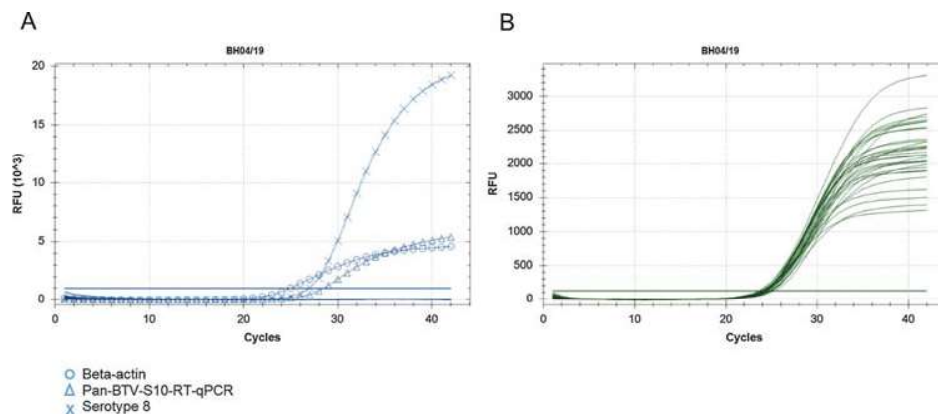 A
B
BH04/19
BH04/19
20
15
10
5
0
RFU (10^3)
0
10
20
30
40
Cycles
3000
2500
2000
1500
1000
500
0
RFU
0
10
20
30
40
Cycles
Beta-actin
Pan-BTV-S10-RT-qPCR
Serotype 8